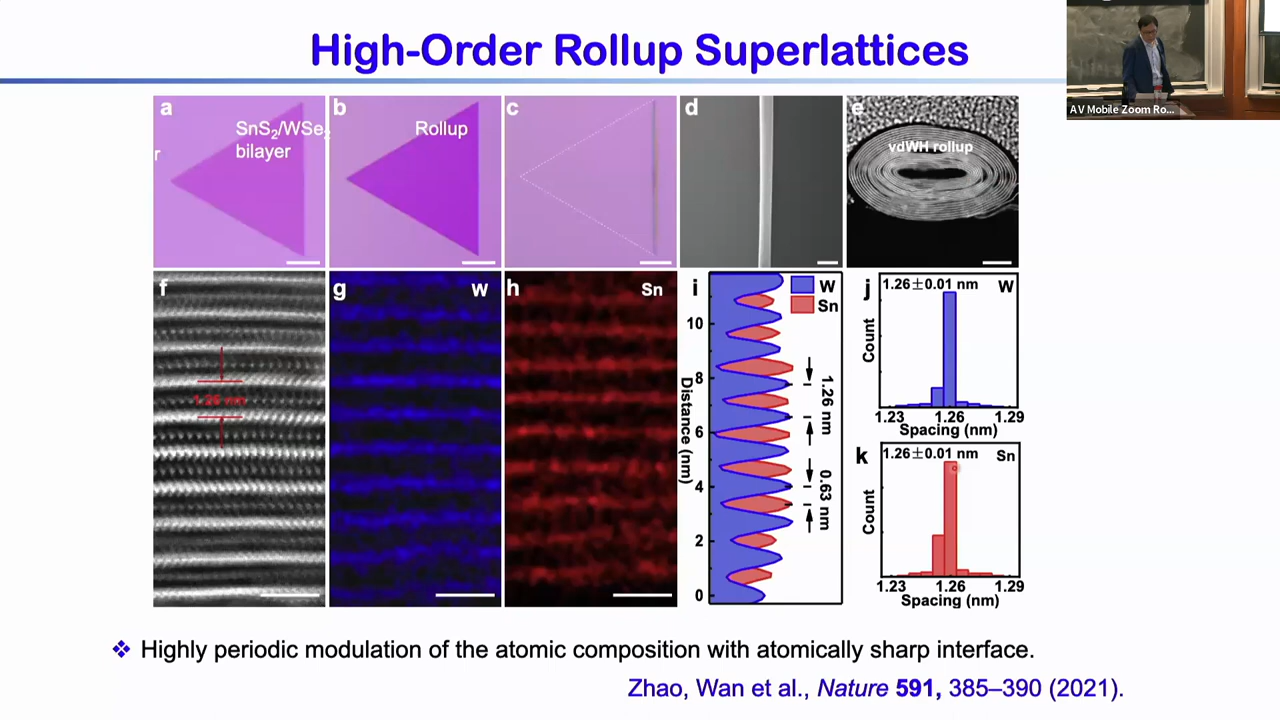 High-Order Rollup Superlattices
AV Mobile Zoom Ro...
a
SnS₂/WSe₂
bilayer
r
b
Rollup
c
d
e
vdWH rollup
f
1.26 nm
g
W
h
Sn
i
W
Sn
10
8
6
4
2
0
Distance (nm)
1.26 nm
0.63 nm
j
1.26±0.01 nm
W
Count
1.23
1.26
1.29
Spacing (nm)
k
1.26±0.01 nm
Sn
Count
1.23
1.26
1.29
Spacing (nm)
❖ Highly periodic modulation of the atomic composition with atomically sharp interface.
Zhao, Wan et al., Nature 591, 385–390 (2021).